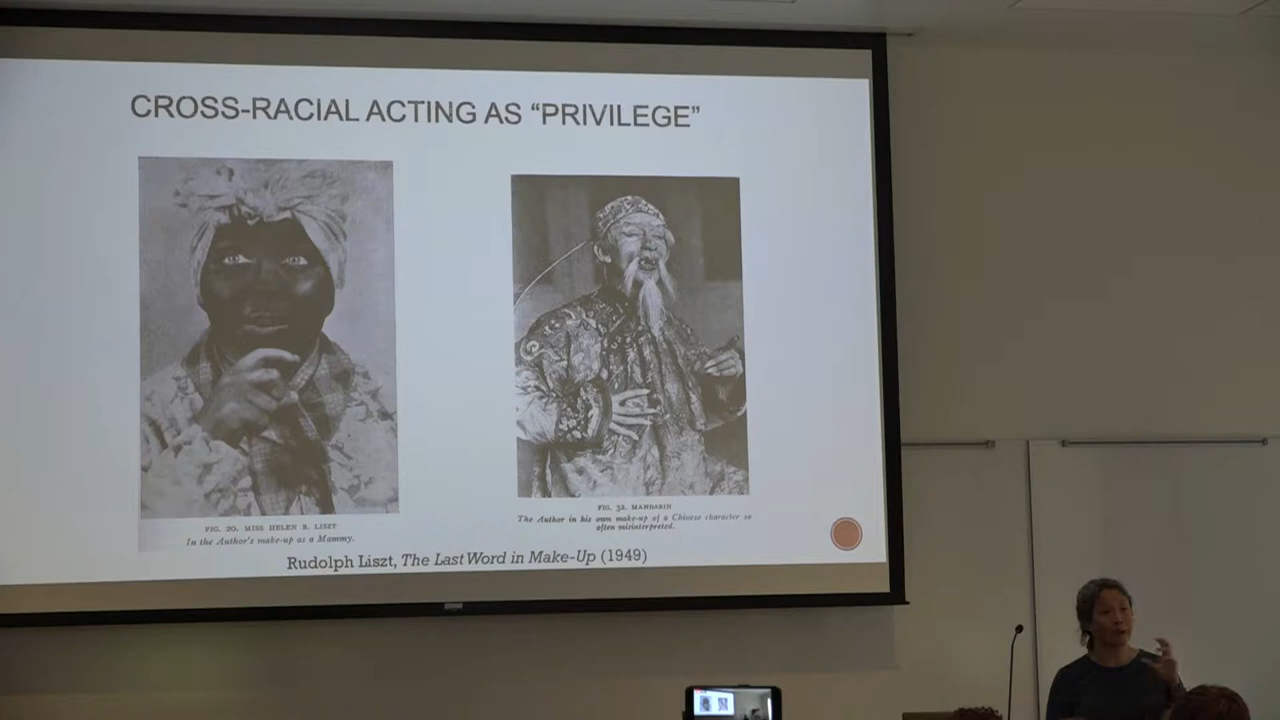 CROSS-RACIAL ACTING AS “PRIVILEGE”
FIG. 20. MISS HELEN B. LISZT
In the Author's make-up as a Mammy.
FIG. 32. MANDARIN
The Author in his own make-up of a Chinese character so
often misinterpreted.
Rudolph Liszt, The Last Word in Make-Up (1949)